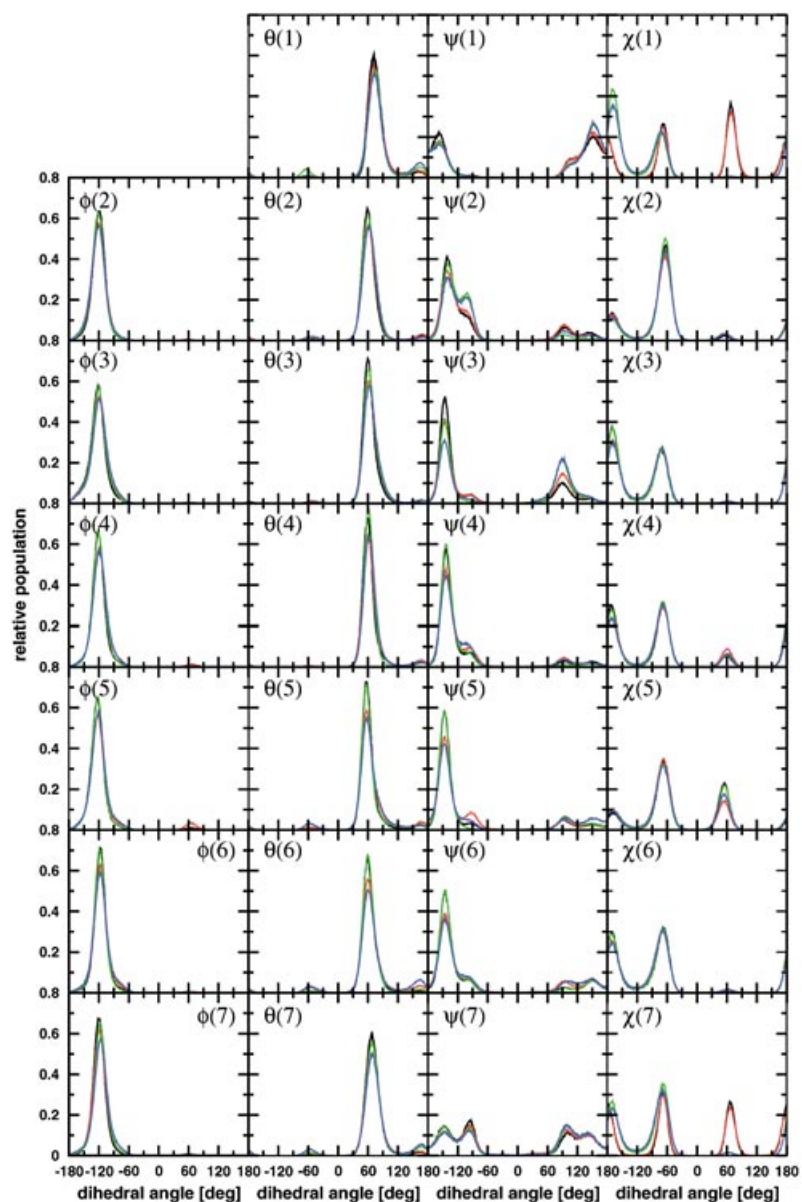 θ(1) ψ(1) χ(1)
0.8
ϕ(2) θ(2) ψ(2) χ(2)
0.6
0.4
0.2
0.8
ϕ(3) θ(3) ψ(3) χ(3)
0.6
0.4
0.2
0.8
ϕ(4) θ(4) ψ(4) χ(4)
0.6
0.4
0.2
0.8
relative population
ϕ(5) θ(5) ψ(5) χ(5)
0.6
0.4
0.2
0.8
ϕ(6) θ(6) ψ(6) χ(6)
0.6
0.4
0.2
0.8
ϕ(7) θ(7) ψ(7) χ(7)
0.6
0.4
0.2
0
-180 -120 -60 0 60 120 180 -120 -60 0 60 120 180 -120 -60 0 60 120 180 -120 -60 0 60 120 180
dihedral angle [deg] dihedral angle [deg] dihedral angle [deg] dihedral angle [deg]